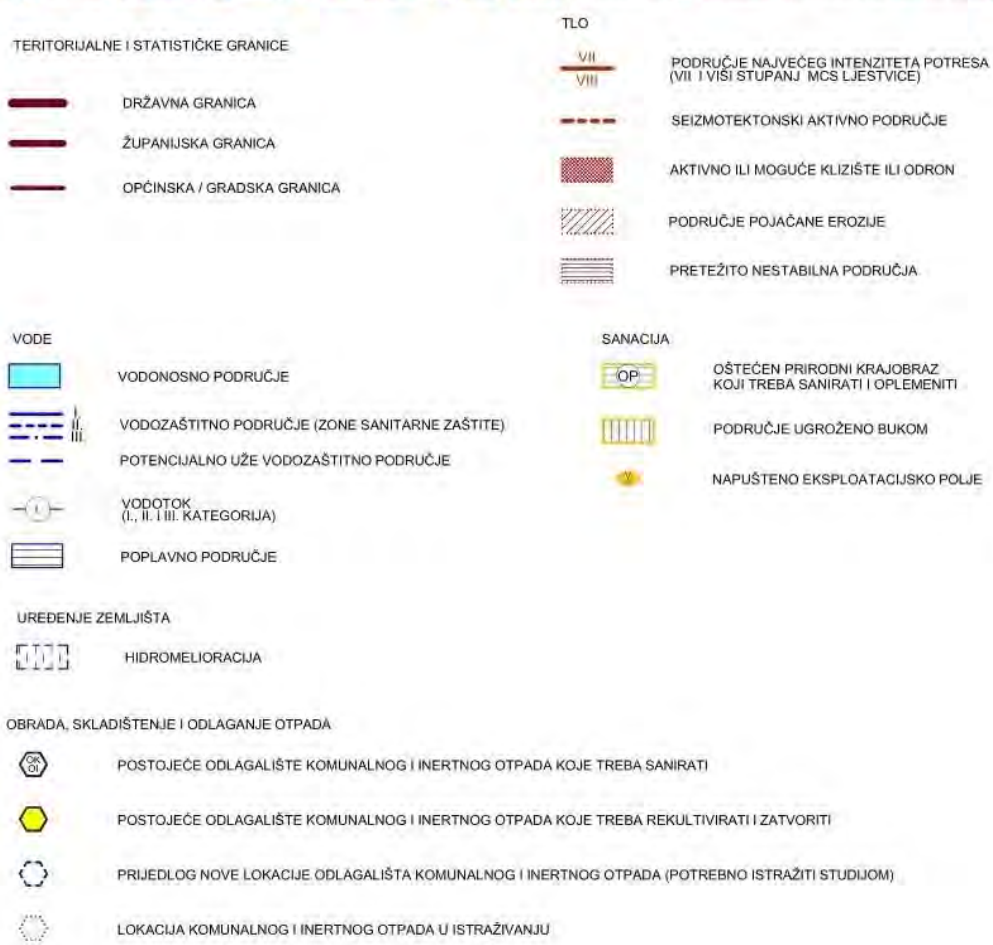 TERITORIJALNE I STATISTIČKE GRANICE
DRŽAVNA GRANICA
ŽUPANIJSKA GRANICA
OPĆINSKA / GRADSKA GRANICA
TLO
VII
VIII
PODRUČJE NAJVEĆEG INTENZITETA POTRESA
(VII I VIŠI STUPANJ MCS LJESTVICE)
SEIZMOTEKTONSKI AKTIVNO PODRUČJE
AKTIVNO ILI MOGUĆE KLIZIŠTE ILI ODRON
PODRUČJE POJAČANE EROZIJE
PRETEŽITO NESTABILNA PODRUČJA
VODE
VODONOSNO PODRUČJE
I.
II.
III.
VODOZAŠTITNO PODRUČJE (ZONE SANITARNE ZAŠTITE)
POTENCIJALNO UŽE VODOZAŠTITNO PODRUČJE
I.
VODOTOK
(I., II. I III. KATEGORIJA)
POPLAVNO PODRUČJE
SANACIJA
OP
OŠTEĆEN PRIRODNI KRAJOBRAZ
KOJI TREBA SANIRATI I OPLEMENITI
PODRUČJE UGROŽENO BUKOM
NAPUŠTENO EKSPLOATACIJSKO POLJE
UREĐENJE ZEMLJIŠTA
HIDROMELIORACIJA
OBRADA, SKLADIŠTENJE I ODLAGANJE OTPADA
OK
OI
POSTOJEĆE ODLAGALIŠTE KOMUNALNOG I INERTNOG OTPADA KOJE TREBA SANIRATI
POSTOJEĆE ODLAGALIŠTE KOMUNALNOG I INERTNOG OTPADA KOJE TREBA REKULTIVIRATI I ZATVORITI
PRIJEDLOG NOVE LOKACIJE ODLAGALIŠTA KOMUNALNOG I INERTNOG OTPADA (POTREBNO ISTRAŽITI STUDIJOM)
LOKACIJA KOMUNALNOG I INERTNOG OTPADA U ISTRAŽIVANJU